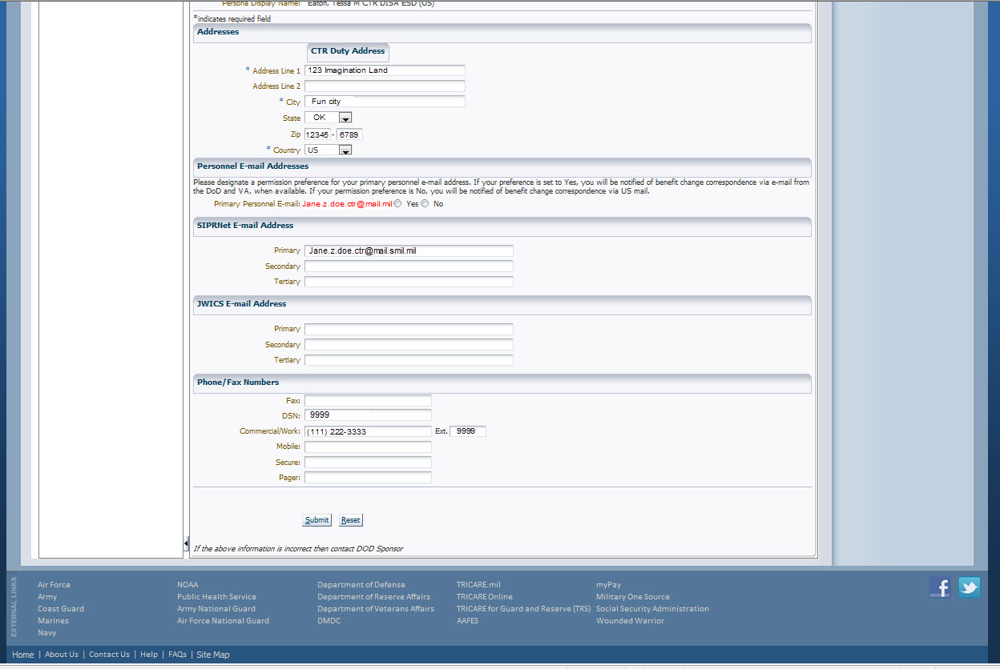 Persona Display Name: Eaton, Tessa M CTR DISA ESD (US)
*indicates required field
Addresses
CTR Duty Address
* Address Line 1 123 Imagination Land
Address Line 2
* City Fun city
State OK
Zip 12345 - 6789
* Country US
Personnel E-mail Addresses
Please designate a permission preference for your primary personnel e-mail address. If your preference is set to Yes, you will be notified of benefit change correspondence via e-mail from
the DoD and VA, when available. If your permission preference is No, you will be notified of benefit change correspondence via US mail.
Primary Personnel E-mail: Jane.z.doe.ctr@mail.mil Yes No
SIPRNet E-mail Address
Primary Jane.z.doe.ctr@mail.smil.mil
Secondary
Tertiary
JWICS E-mail Address
Primary
Secondary
Tertiary
Phone/Fax Numbers
Fax:
DSN: 9999
Commercial/Work: (111) 222-3333 Ext. 9999
Mobile:
Secure:
Pager:
Submit Reset
If the above information is incorrect then contact DOD Sponsor
EXTERNAL LINKS
Air Force NOAA Department of Defense TRICARE.mil myPay
Army Public Health Service Department of Reserve Affairs TRICARE Online Military One Source
Coast Guard Army National Guard Department of Veterans Affairs TRICARE for Guard and Reserve (TRS) Social Security Administration
Marines Air Force National Guard DMDC AAFES Wounded Warrior
Navy
Home | About Us | Contact Us | Help | FAQs | Site Map